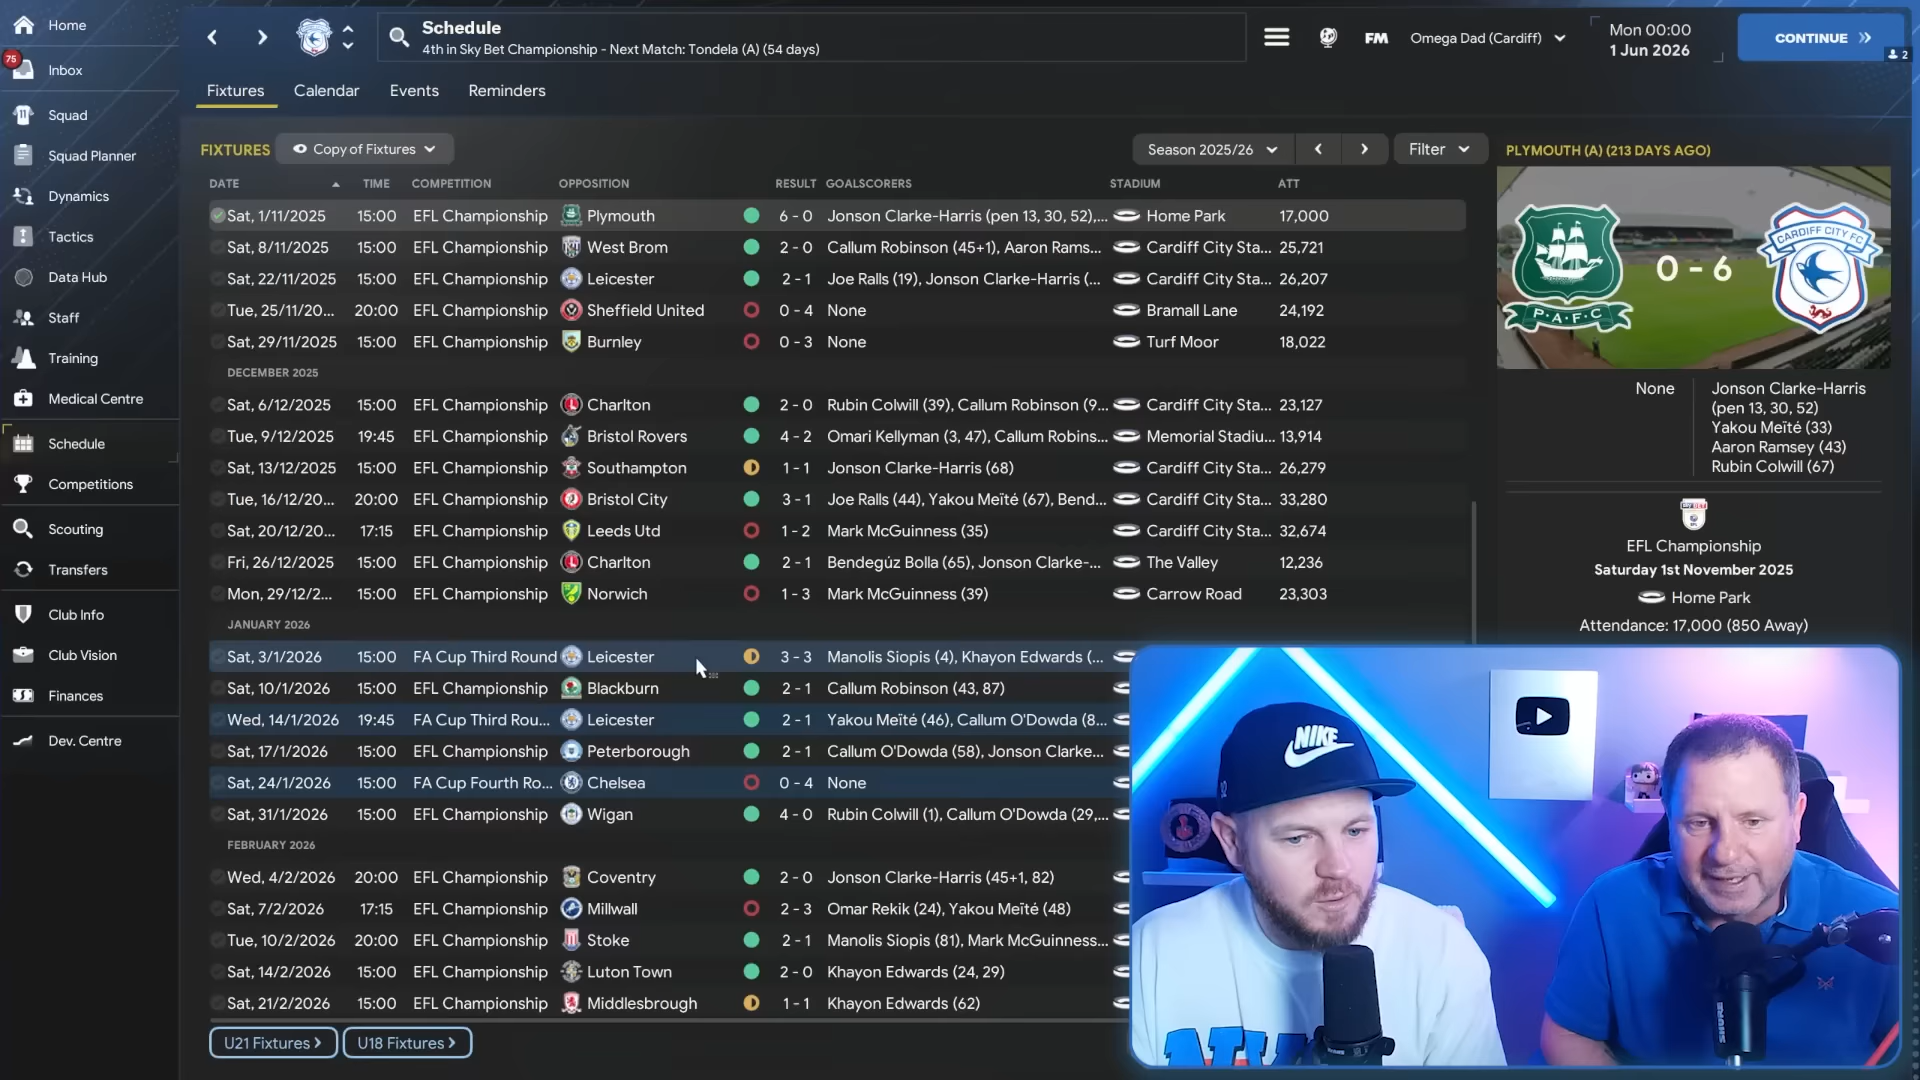 Home
75
Inbox
Squad
Squad Planner
Dynamics
Tactics
Data Hub
Staff
Training
Medical Centre
Schedule
Competitions
Scouting
Transfers
Club Info
Club Vision
Finances
Dev. Centre
Schedule
4th in Sky Bet Championship - Next Match: Tondela (A) (54 days)
FM
Omega Dad (Cardiff)
Mon 00:00
1 Jun 2026
CONTINUE
2
Fixtures Calendar Events Reminders
FIXTURES Copy of Fixtures Season 2025/26 Filter
DATE TIME COMPETITION OPPOSITION RESULT GOALSCORERS STADIUM ATT
Sat, 1/11/2025 15:00 EFL Championship Plymouth 6 - 0 Jonson Clarke-Harris (pen 13, 30, 52),... Home Park 17,000
Sat, 8/11/2025 15:00 EFL Championship West Brom 2 - 0 Callum Robinson (45+1), Aaron Rams... Cardiff City Sta... 25,721
Sat, 22/11/2025 15:00 EFL Championship Leicester 2 - 1 Joe Ralls (19), Jonson Clarke-Harris (... Cardiff City Sta... 26,207
Tue, 25/11/20... 20:00 EFL Championship Sheffield United 0 - 4 None Bramall Lane 24,192
Sat, 29/11/2025 15:00 EFL Championship Burnley 0 - 3 None Turf Moor 18,022
DECEMBER 2025
Sat, 6/12/2025 15:00 EFL Championship Charlton 2 - 0 Rubin Colwill (39), Callum Robinson (9... Cardiff City Sta... 23,127
Tue, 9/12/2025 19:45 EFL Championship Bristol Rovers 4 - 2 Omari Kellyman (3, 47), Callum Robins... Memorial Stadiu... 13,914
Sat, 13/12/2025 15:00 EFL Championship Southampton 1 - 1 Jonson Clarke-Harris (68) Cardiff City Sta... 26,279
Tue, 16/12/20... 20:00 EFL Championship Bristol City 3 - 1 Joe Ralls (44), Yakou Meïté (67), Bend... Cardiff City Sta... 33,280
Sat, 20/12/20... 17:15 EFL Championship Leeds Utd 1 - 2 Mark McGuinness (35) Cardiff City Sta... 32,674
Fri, 26/12/2025 15:00 EFL Championship Charlton 2 - 1 Bendegúz Bolla (65), Jonson Clarke-... The Valley 12,236
Mon, 29/12/2... 15:00 EFL Championship Norwich 1 - 3 Mark McGuinness (39) Carrow Road 23,303
JANUARY 2026
Sat, 3/1/2026 15:00 FA Cup Third Round Leicester 3 - 3 Manolis Siopis (4), Khayon Edwards (...
Sat, 10/1/2026 15:00 EFL Championship Blackburn 2 - 1 Callum Robinson (43, 87)
Wed, 14/1/2026 19:45 FA Cup Third Rou... Leicester 2 - 1 Yakou Meïté (46), Callum O'Dowda (8...
Sat, 17/1/2026 15:00 EFL Championship Peterborough 2 - 1 Callum O'Dowda (58), Jonson Clarke...
Sat, 24/1/2026 15:00 FA Cup Fourth Ro... Chelsea 0 - 4 None
Sat, 31/1/2026 15:00 EFL Championship Wigan 4 - 0 Rubin Colwill (1), Callum O'Dowda (29,...
FEBRUARY 2026
Wed, 4/2/2026 20:00 EFL Championship Coventry 2 - 0 Jonson Clarke-Harris (45+1, 82)
Sat, 7/2/2026 17:15 EFL Championship Millwall 2 - 3 Omar Rekik (24), Yakou Meïté (48)
Tue, 10/2/2026 20:00 EFL Championship Stoke 2 - 1 Manolis Siopis (81), Mark McGuinness...
Sat, 14/2/2026 15:00 EFL Championship Luton Town 2 - 0 Khayon Edwards (24, 29)
Sat, 21/2/2026 15:00 EFL Championship Middlesbrough 1 - 1 Khayon Edwards (62)
U21 Fixtures U18 Fixtures
PLYMOUTH (A) (213 DAYS AGO)
P·A·F·C
0 - 6
CARDIFF CITY FC
None
Jonson Clarke-Harris
(pen 13, 30, 52)
Yakou Meïté (33)
Aaron Ramsey (43)
Rubin Colwill (67)
EFL Championship
Saturday 1st November 2025
Home Park
Attendance: 17,000 (850 Away)
NIKE
SHURE